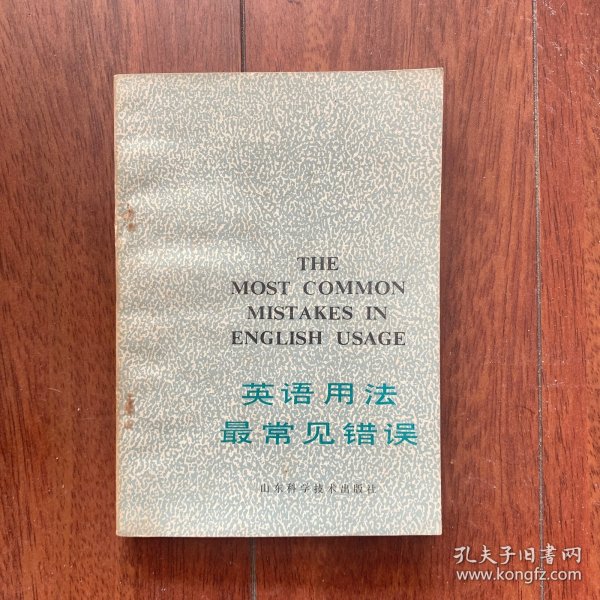 THE
MOST COMMON
MISTAKES IN
ENGLISH USAGE
英语用法
最常见错误
山东科学技术出版社
孔夫子旧書网
www.kongfz.com